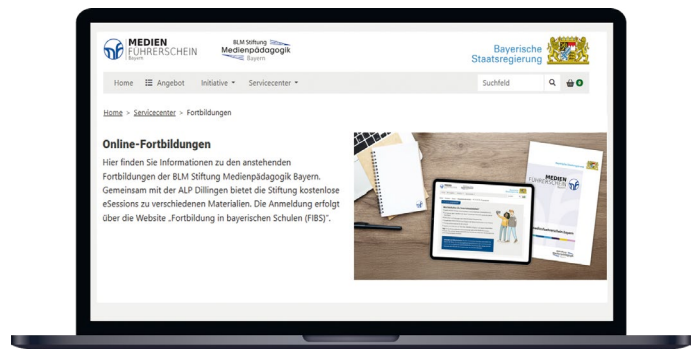 MEDIEN
FÜHRERSCHEIN
Bayern
BLM Stiftung
Medienpädagogik
Bayern
Bayerische
Staatsregierung
Home Angebot Initiative Servicecenter Suchfeld 0
Home > Servicecenter > Fortbildungen
Online-Fortbildungen
Hier finden Sie Informationen zu den anstehenden
Fortbildungen der BLM Stiftung Medienpädagogik Bayern.
Gemeinsam mit der ALP Dillingen bietet die Stiftung kostenlose
eSessions zu verschiedenen Materialien. Die Anmeldung erfolgt
über die Website „Fortbildung in bayerischen Schulen (FIBS)“.
MEDIEN
FÜHRERSCHEIN